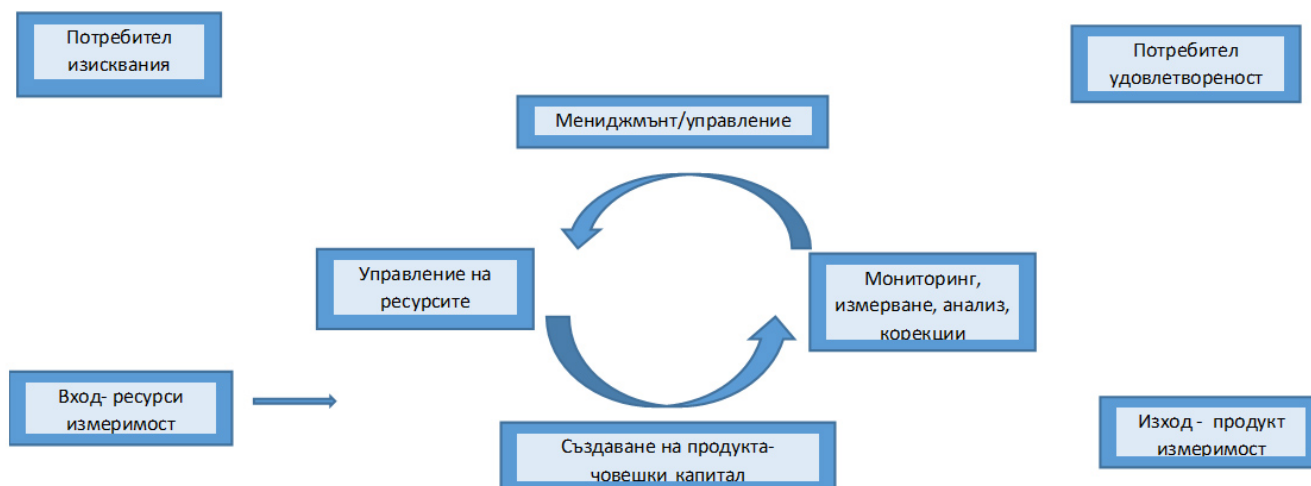 Потребител
изисквания
Потребител
удовлетвореност
Мениджмънт/управление
Управление на
ресурсите
Мониторинг,
измерване, анализ,
корекции
Вход- ресурси
измеримост
Изход - продукт
измеримост
Създаване на продукта-
човешки капитал